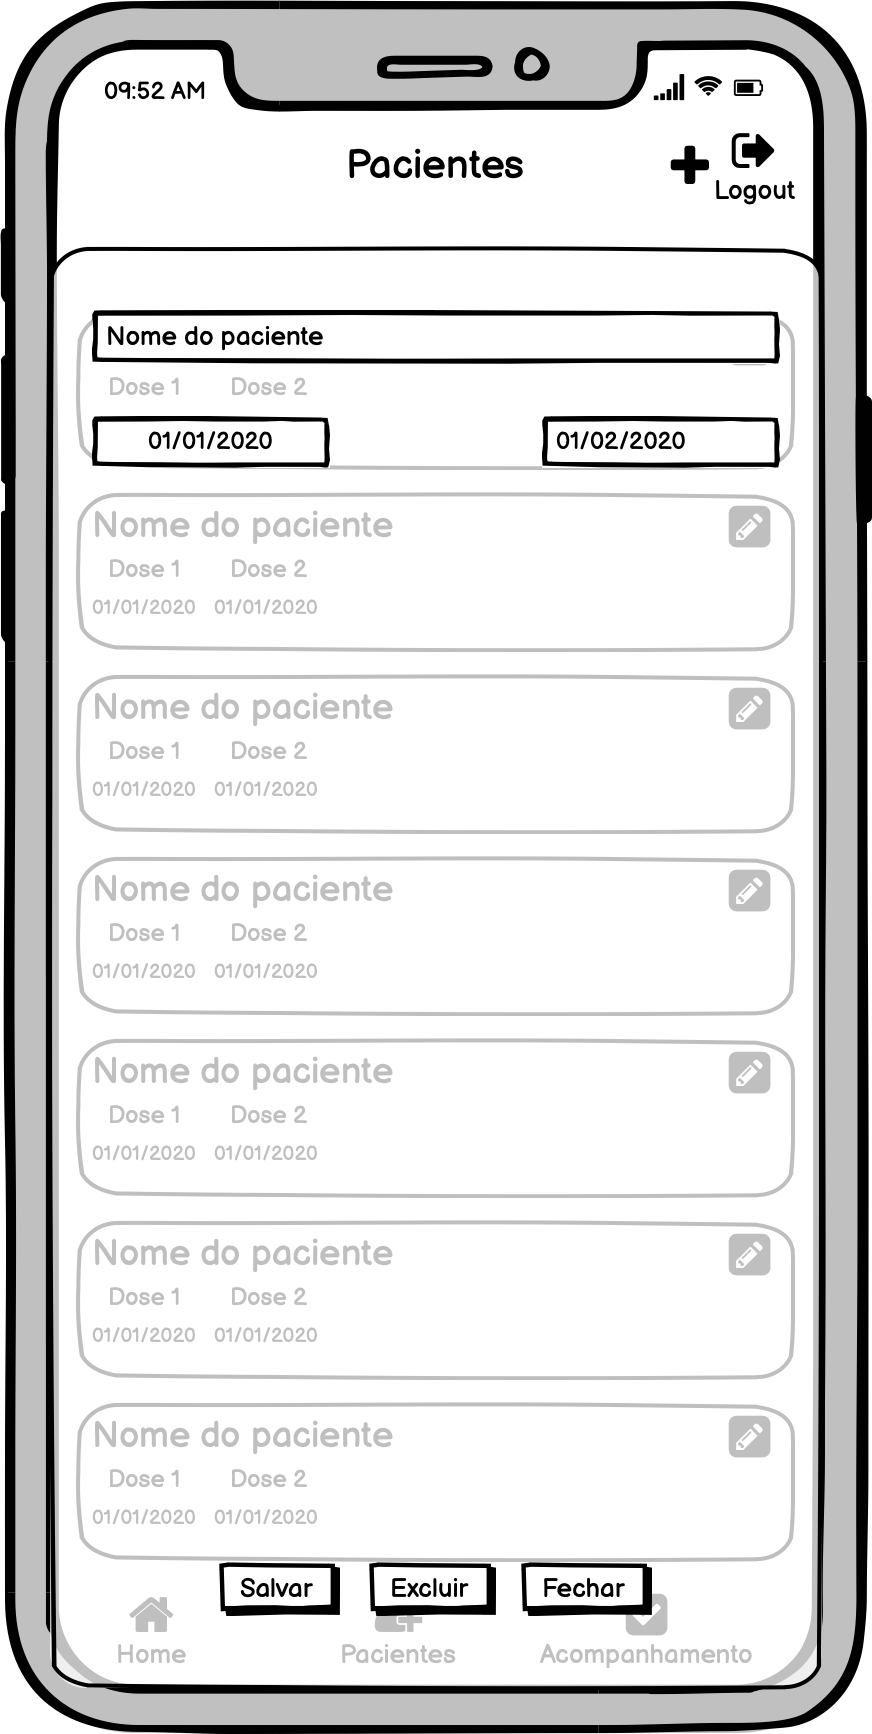 09:52 AM
Pacientes
Logout
Nome do paciente
Dose 1 Dose 2
01/01/2020 01/02/2020
Nome do paciente
Dose 1 Dose 2
01/01/2020 01/01/2020
Nome do paciente
Dose 1 Dose 2
01/01/2020 01/01/2020
Nome do paciente
Dose 1 Dose 2
01/01/2020 01/01/2020
Nome do paciente
Dose 1 Dose 2
01/01/2020 01/01/2020
Nome do paciente
Dose 1 Dose 2
01/01/2020 01/01/2020
Nome do paciente
Dose 1 Dose 2
01/01/2020 01/01/2020
Salvar Excluir Fechar
Home Pacientes Acompanhamento